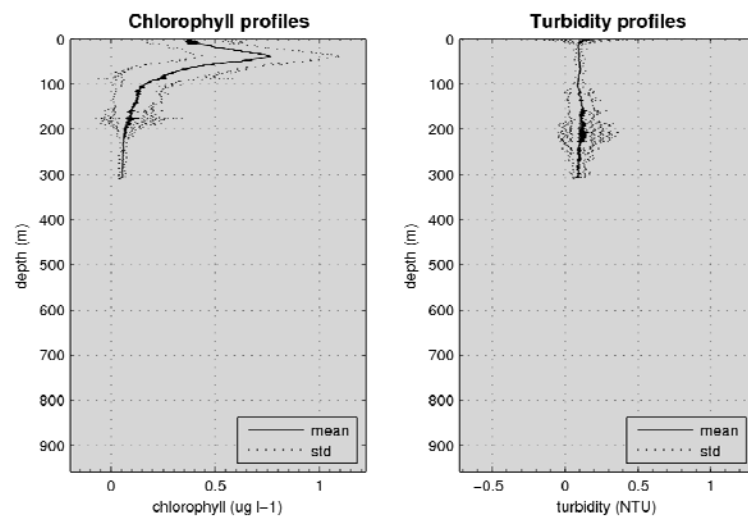 Chlorophyll profiles
0
100
200
300
400
500
600
700
800
900
depth (m)
mean
std
0
0.5
1
chlorophyll (ug l−1)
Turbidity profiles
0
100
200
300
400
500
600
700
800
900
depth (m)
mean
std
−0.5
0
0.5
1
turbidity (NTU)